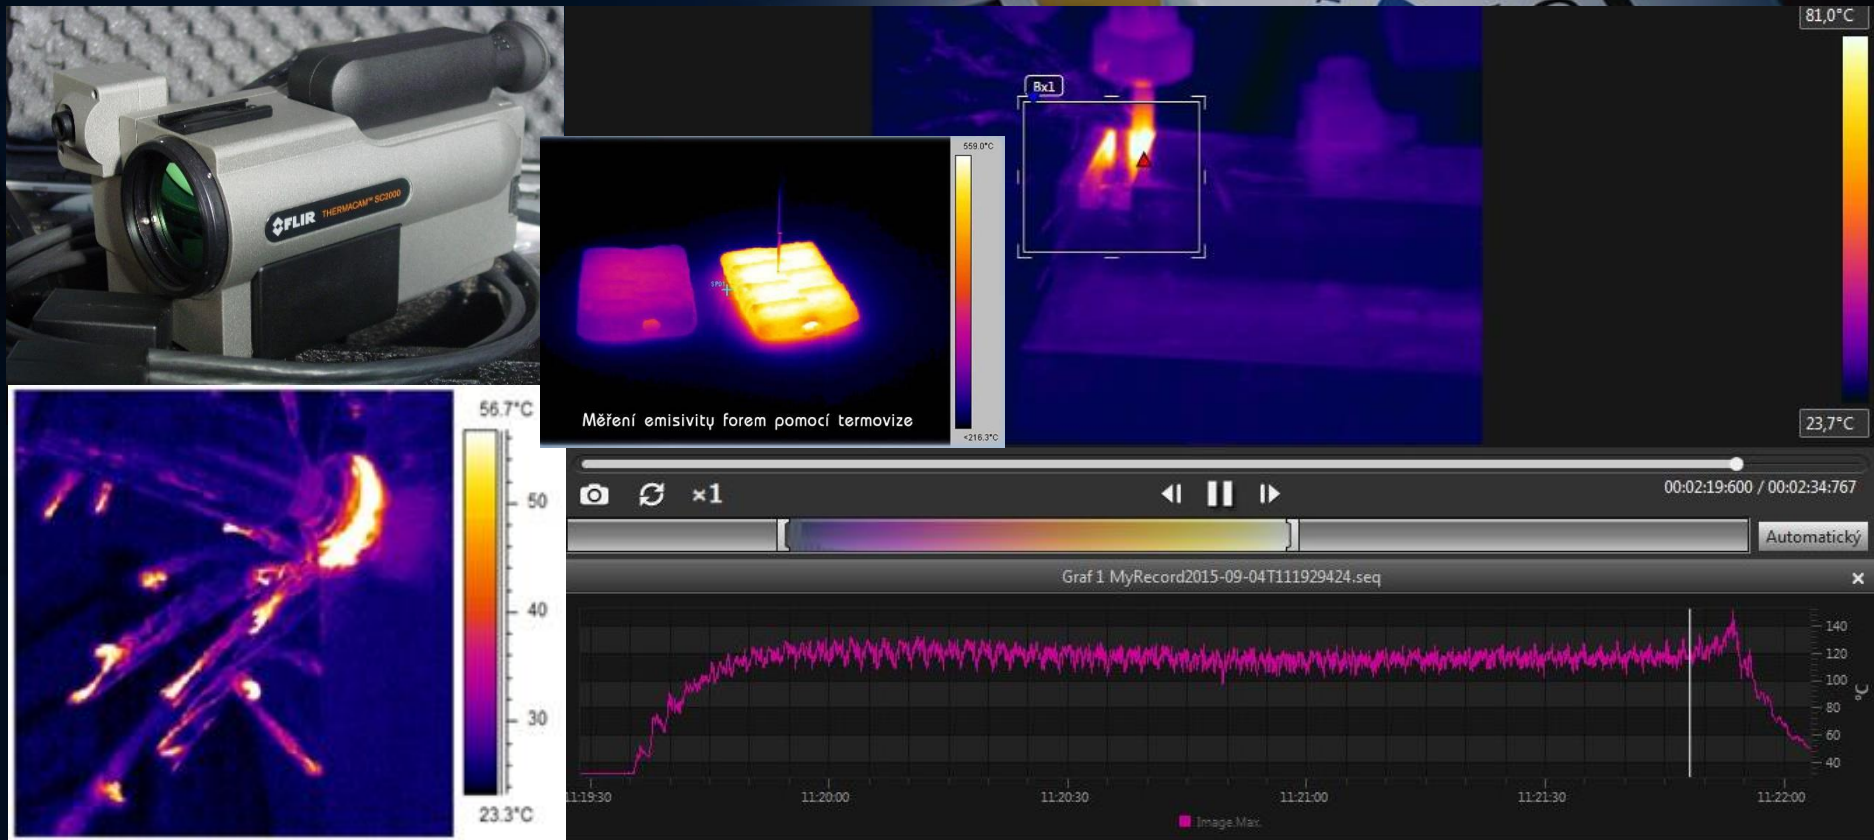 FLIR THERMACAM™ SC2000
56.7°C
50
40
30
23.3°C
559.0°C
<216.3°C
Měření emisivity forem pomocí termovize
Bx1
81,0°C
23,7°C
×1
00:02:19:600 / 00:02:34:767
Automatický
Graf 1 MyRecord2015-09-04T111929424.seq
140
120
100
80
60
40
°C
11:19:30
11:20:00
11:20:30
11:21:00
11:21:30
11:22:00
Image.Max.